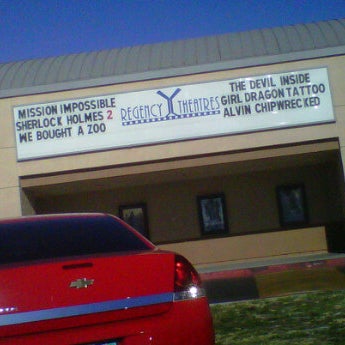 MISSION IMPOSSIBLE
SHERLOCK HOLMES 2
WE BOUGHT A ZOO
REGENCY THEATRES
THE DEVIL INSIDE
GIRL DRAGON TATTOO
ALVIN CHIPWRECKED